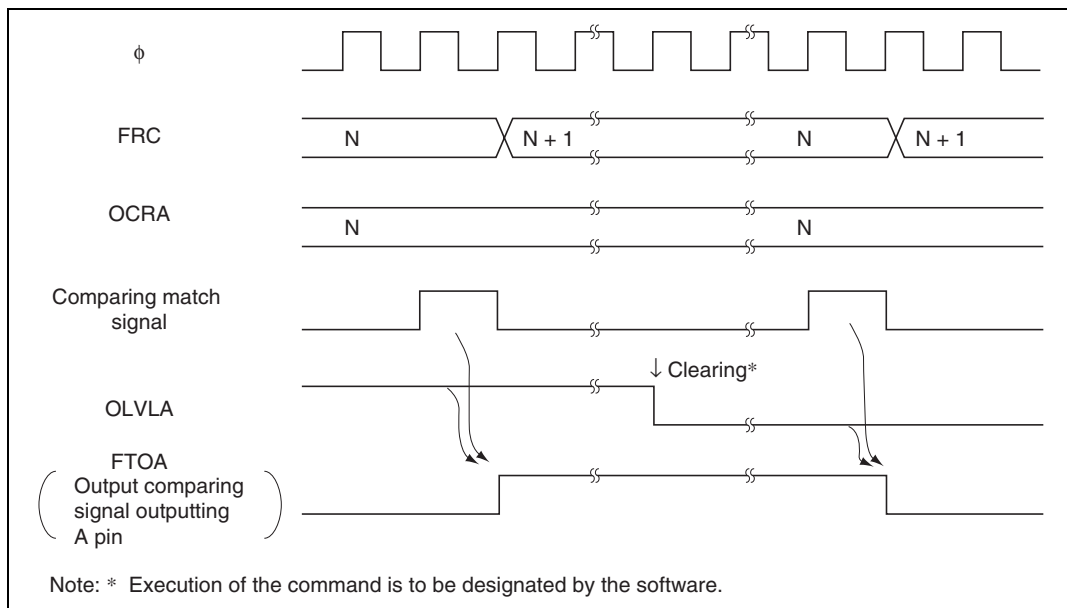 ϕ
FRC
N
N + 1
N
N + 1
OCRA
N
N
Comparing match
signal
↓ Clearing*
OLVLA
FTOA
Output comparing
signal outputting
A pin
Note: * Execution of the command is to be designated by the software.